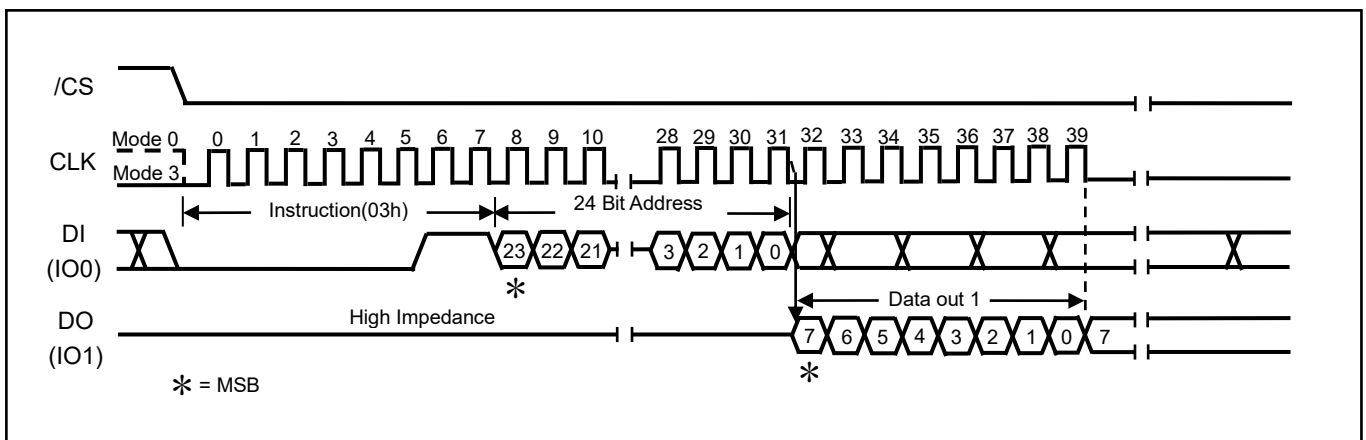 /CS
Mode 0 0 1 2 3 4 5 6 7 8 9 10 28 29 30 31 32 33 34 35 36 37 38 39
CLK
Mode 3
Instruction(03h) 24 Bit Address
DI
(IO0)
23 22 21 3 2 1 0
*
Data out 1
DO
(IO1)
High Impedance
7 6 5 4 3 2 1 0 7
*
* = MSB